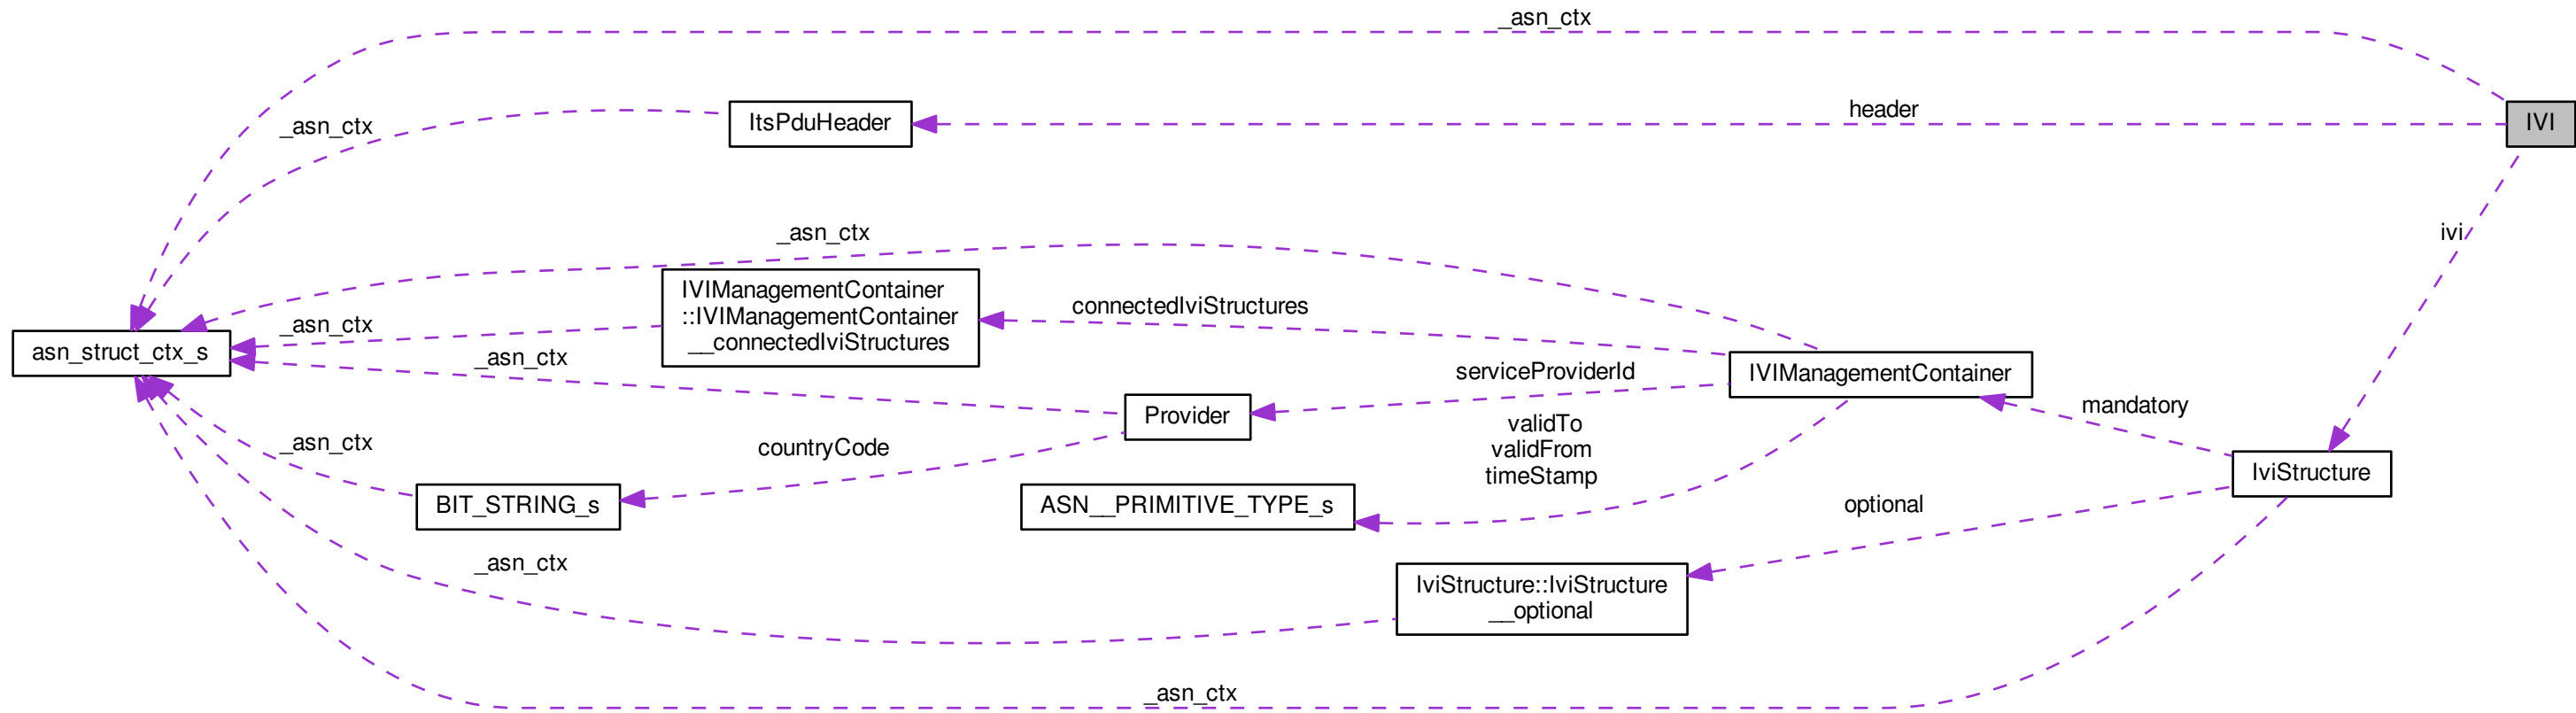 _asn_ctx
header
IVI
ItsPduHeader
_asn_ctx
_asn_ctx
ivi
IVIManagementContainer
::IVIManagementContainer
__connectedIviStructures
connectedIviStructures
_asn_ctx
asn_struct_ctx_s
_asn_ctx
serviceProviderId
IVIManagementContainer
Provider
mandatory
validTo
validFrom
timeStamp
_asn_ctx
countryCode
IviStructure
BIT_STRING_s
ASN__PRIMITIVE_TYPE_s
optional
_asn_ctx
IviStructure::IviStructure
__optional
_asn_ctx